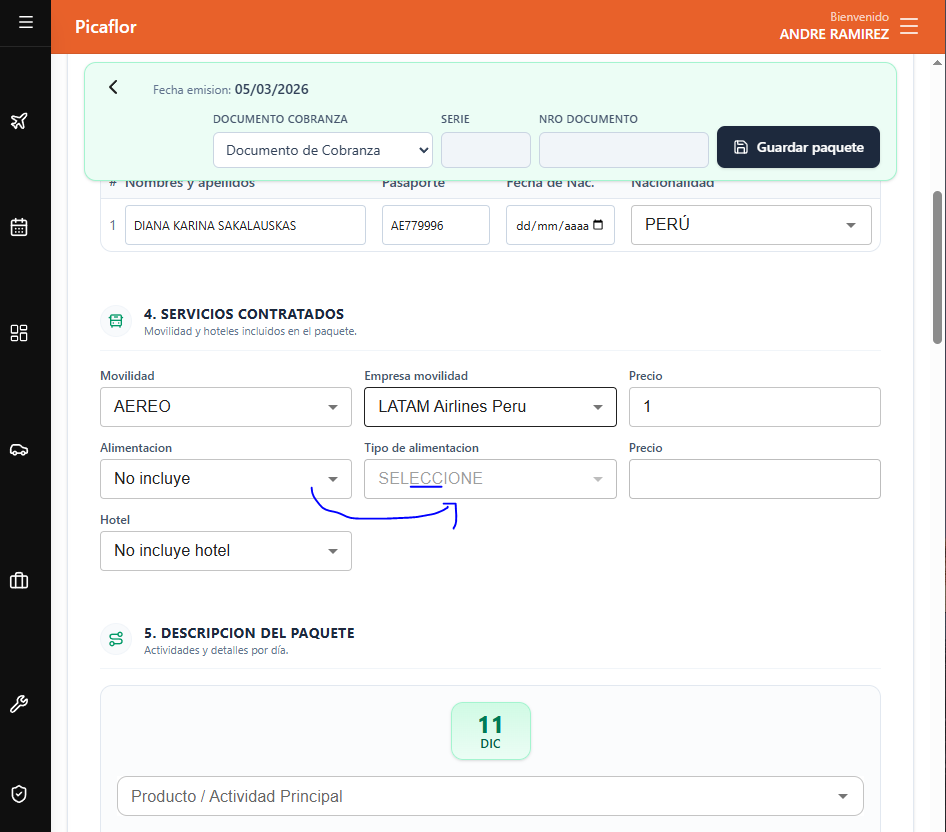 Picaflor
Bienvenido
ANDRE RAMIREZ
Fecha emision: 05/03/2026
DOCUMENTO COBRANZA SERIE NRO DOCUMENTO
Documento de Cobranza
Guardar paquete
# Nombres y apellidos Pasaporte Fecha de Nac. Nacionalidad
1 DIANA KARINA SAKALAUSKAS AE779996 dd/mm/aaaa PERÚ
4. SERVICIOS CONTRATADOS
Movilidad y hoteles incluidos en el paquete.
Movilidad Empresa movilidad Precio
AEREO LATAM Airlines Peru 1
Alimentacion Tipo de alimentacion Precio
No incluye SELECCIONE
Hotel
No incluye hotel
5. DESCRIPCION DEL PAQUETE
Actividades y detalles por día.
11
DIC
Producto / Actividad Principal